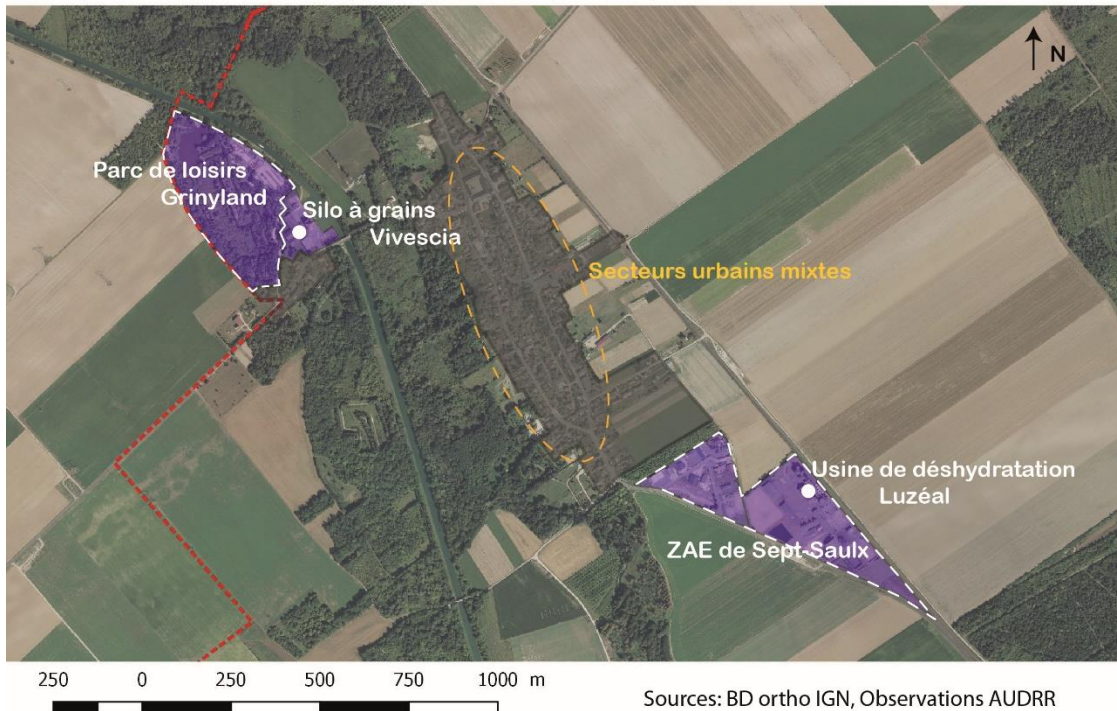 N
Parc de loisirs
Grinyland
Silo à grains
Vivescia
Secteurs urbains mixtes
Usine de déshydratation
Luzéal
ZAE de Sept-Saulx
250 0 250 500 750 1000 m
Sources: BD ortho IGN, Observations AUDRR